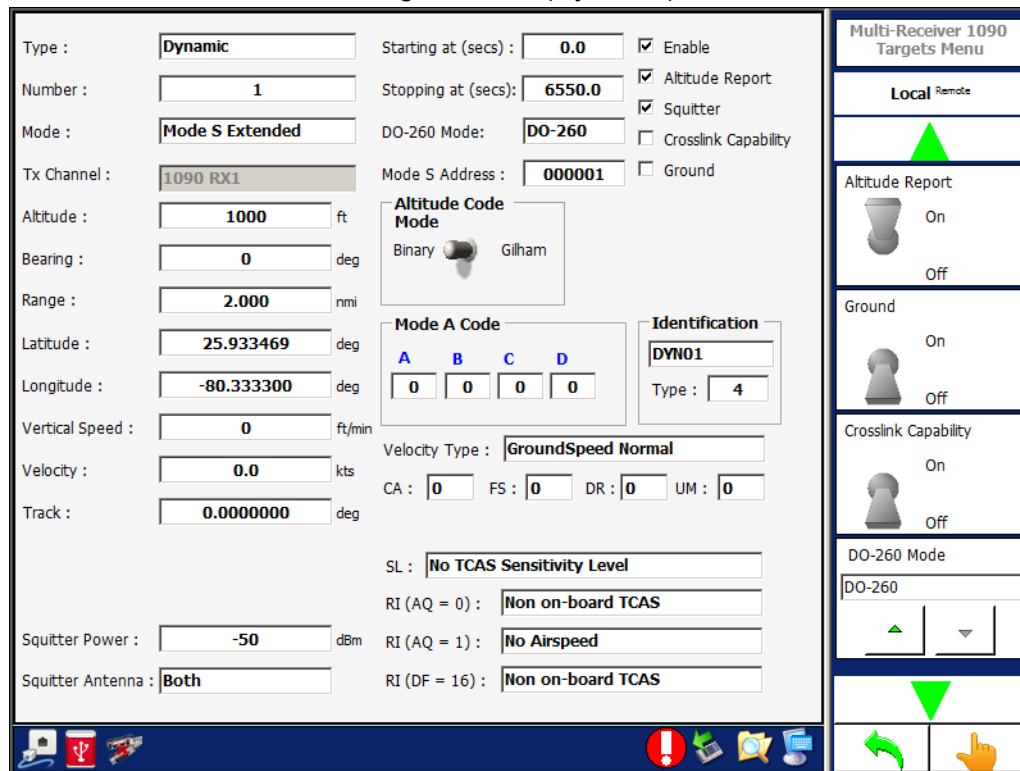 Type : Dynamic
Number : 1
Mode : Mode S Extended
Tx Channel : 1090 RX1
Altitude : 1000 ft
Bearing : 0 deg
Range : 2.000 nmi
Latitude : 25.933469 deg
Longitude : -80.333300 deg
Vertical Speed : 0 ft/min
Velocity : 0.0 kts
Track : 0.0000000 deg
Squitter Power : -50 dBm
Squitter Antenna : Both
Starting at (secs) : 0.0
Stopping at (secs): 6550.0
DO-260 Mode: DO-260
Mode S Address : 000001
Enable
Altitude Report
Squitter
Crosslink Capability
Ground
Altitude Code
Mode
Binary Gilham
Mode A Code
A B C D
0 0 0 0
Identification
DYN01
Type : 4
Velocity Type : GroundSpeed Normal
CA : 0 FS : 0 DR : 0 UM : 0
SL : No TCAS Sensitivity Level
RI (AQ = 0) : Non on-board TCAS
RI (AQ = 1) : No Airspeed
RI (DF = 16) : Non on-board TCAS
Multi-Receiver 1090
Targets Menu
Local Remote
Altitude Report
On
Off
Ground
On
Off
Crosslink Capability
On
Off
DO-260 Mode
DO-260